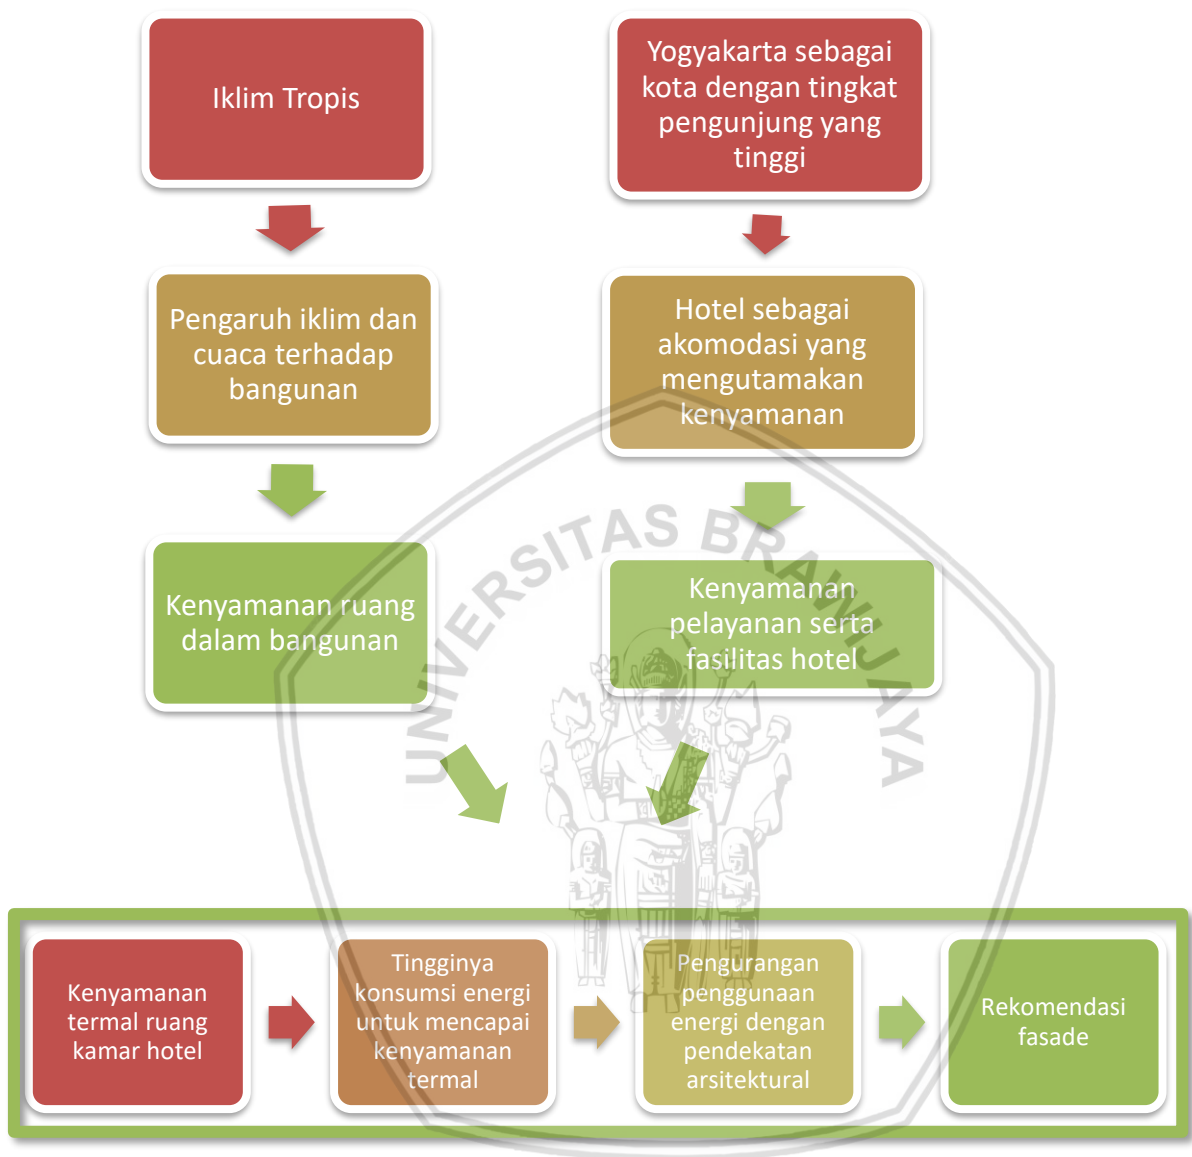 Iklim Tropis
Yogyakarta sebagai
kota dengan tingkat
pengunjung yang
tinggi
Pengaruh iklim dan
cuaca terhadap
bangunan
Hotel sebagai
akomodasi yang
mengutamakan
kenyamanan
Kenyamanan ruang
dalam bangunan
Kenyamanan
pelayanan serta
fasilitas hotel
UNIVERSITAS BRAWIJAYA
Kenyamanan
termal ruang
kamar hotel
Tingginya
konsumsi energi
untuk mencapai
kenyamanan
termal
Pengurangan
penggunaan
energi dengan
pendekatan
arsitektural
Rekomendasi
fasade